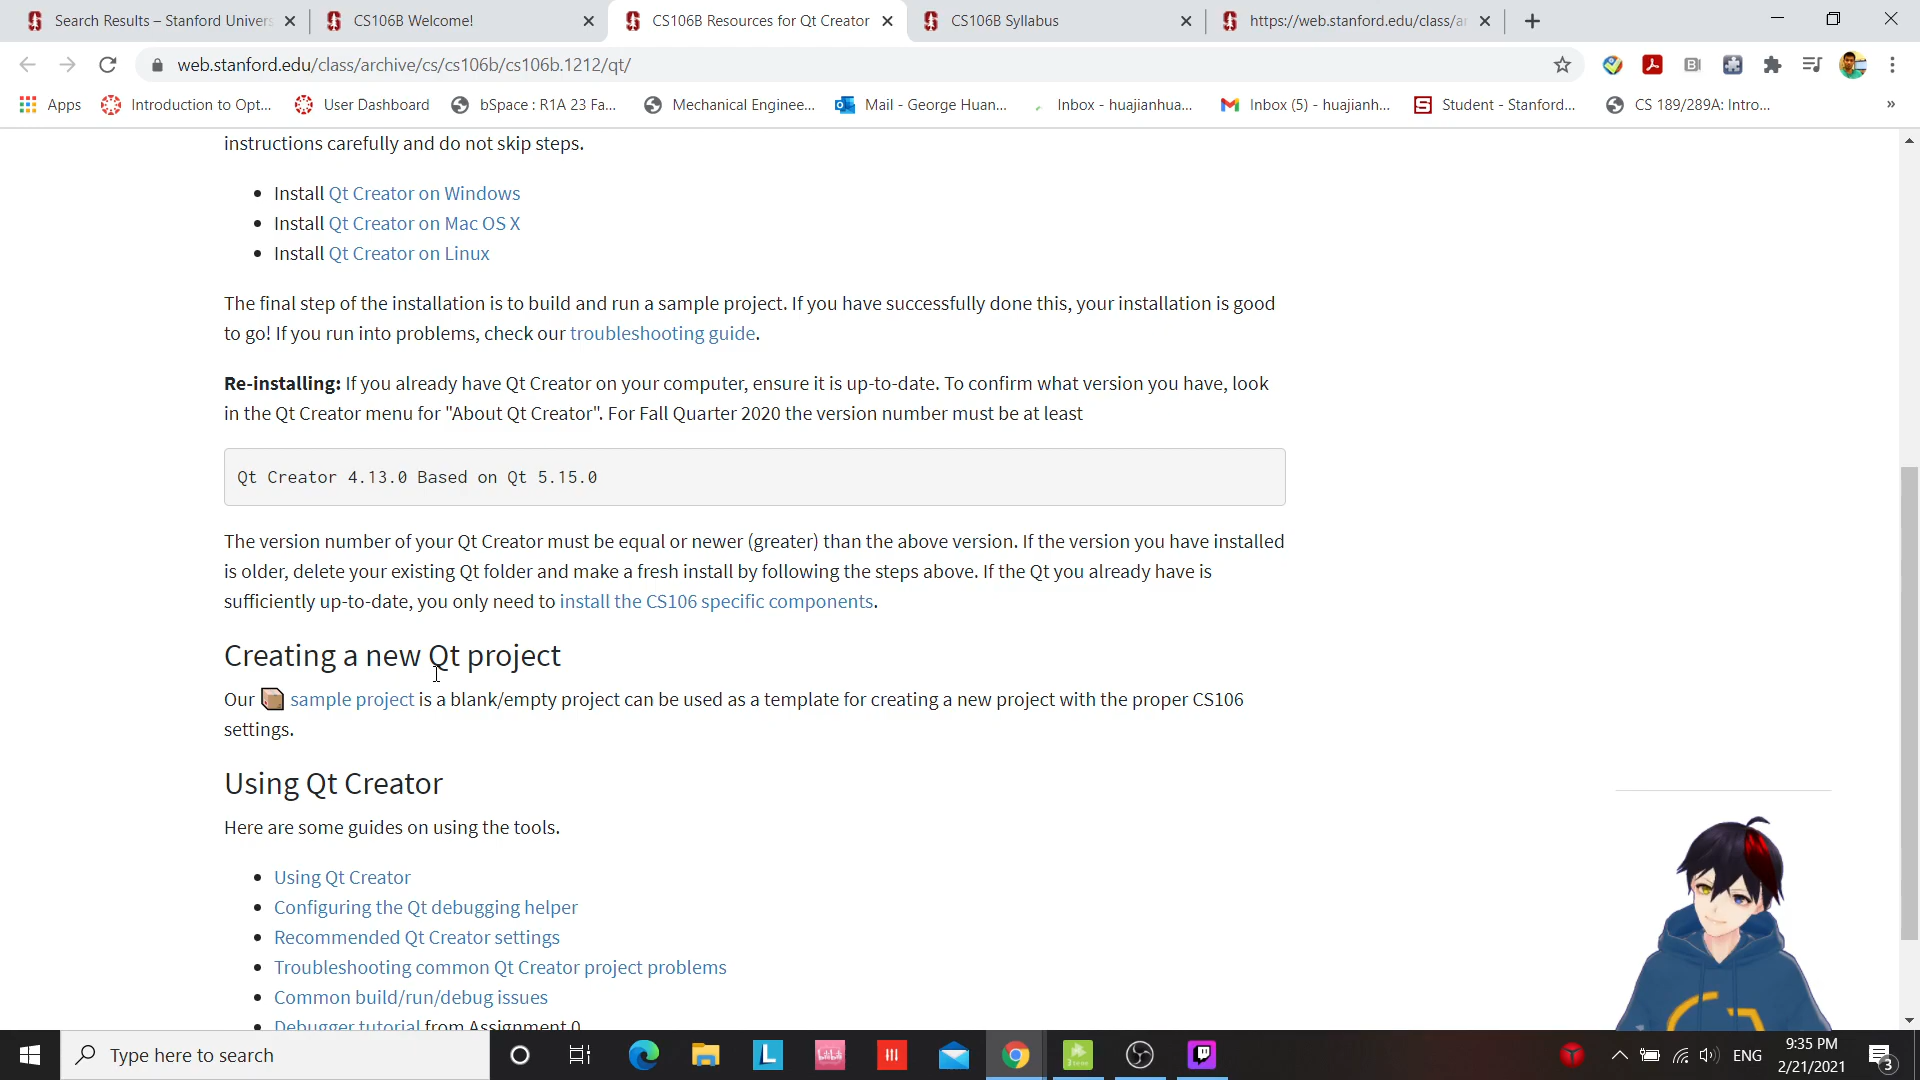 Search Results – Stanford Univers
CS106B Welcome!
CS106B Resources for Qt Creator
CS106B Syllabus
https://web.stanford.edu/class/ar
web.stanford.edu/class/archive/cs/cs106b/cs106b.1212/qt/
Apps
Introduction to Opt...
User Dashboard
bSpace : R1A 23 Fa...
Mechanical Enginee...
Mail - George Huan...
Inbox - huajianhua...
Inbox (5) - huajianh...
Student - Stanford...
CS 189/289A: Intro...
»
instructions carefully and do not skip steps.
Install Qt Creator on Windows
Install Qt Creator on Mac OS X
Install Qt Creator on Linux
The final step of the installation is to build and run a sample project. If you have successfully done this, your installation is good
to go! If you run into problems, check our troubleshooting guide.
Re-installing: If you already have Qt Creator on your computer, ensure it is up-to-date. To confirm what version you have, look
in the Qt Creator menu for "About Qt Creator". For Fall Quarter 2020 the version number must be at least
Qt Creator 4.13.0 Based on Qt 5.15.0
The version number of your Qt Creator must be equal or newer (greater) than the above version. If the version you have installed
is older, delete your existing Qt folder and make a fresh install by following the steps above. If the Qt you already have is
sufficiently up-to-date, you only need to install the CS106 specific components.
Creating a new Qt project
Our sample project is a blank/empty project can be used as a template for creating a new project with the proper CS106
settings.
Using Qt Creator
Here are some guides on using the tools.
Using Qt Creator
Configuring the Qt debugging helper
Recommended Qt Creator settings
Troubleshooting common Qt Creator project problems
Common build/run/debug issues
Debugger tutorial from Assignment 0
Type here to search
L
ENG
9:35 PM
2/21/2021
3